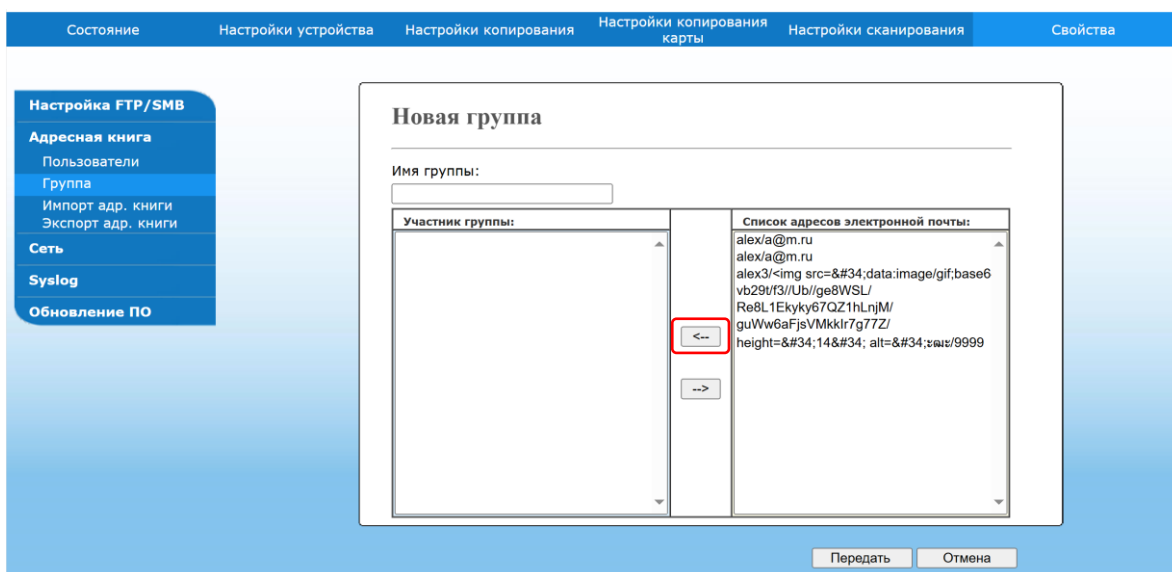 Состояние
Настройки устройства
Настройки копирования
Настройки копирования
карты
Настройки сканирования
Свойства
Настройка FTP/SMB
Адресная книга
Пользователи
Группа
Импорт адр. книги
Экспорт адр. книги
Сеть
Syslog
Обновление ПО
Новая группа
Имя группы:
Участник группы:
<--
-->
Список адресов электронной почты:
alex/a@m.ru
alex/a@m.ru
alex3/<img src=&#34;data:image/gif;base6
vb29t/f3//Ub//ge8WSL/
Re8L1Ekyky67QZ1hLnjM/
guWw6aFjsVMkkIr7g77Z/
height=&#34;14&#34; alt=&#34;
/9999
Передать
Отмена